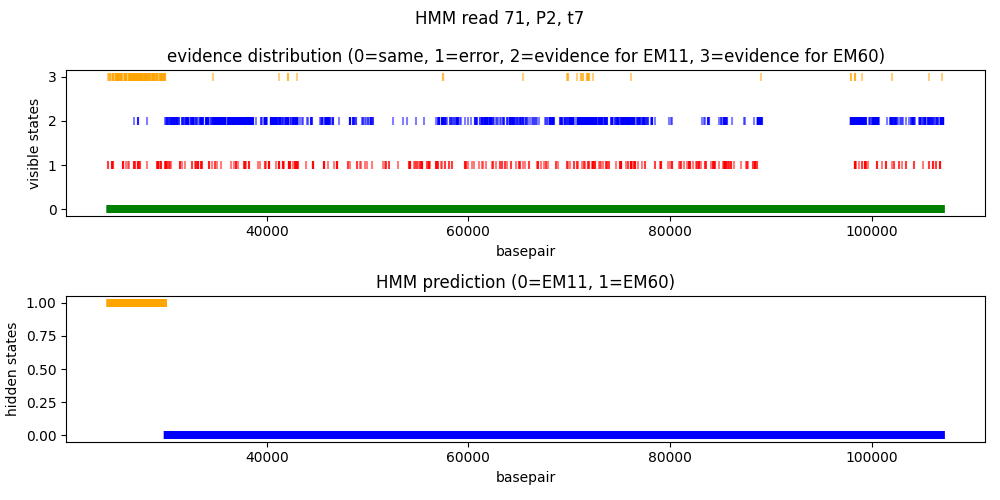 HMM read 71, P2, t7
evidence distribution (0=same, 1=error, 2=evidence for EM11, 3=evidence for EM60)
visible states
3
2
1
0
40000 60000 80000 100000
basepair
HMM prediction (0=EM11, 1=EM60)
hidden states
1.00
0.75
0.50
0.25
0.00
40000 60000 80000 100000
basepair